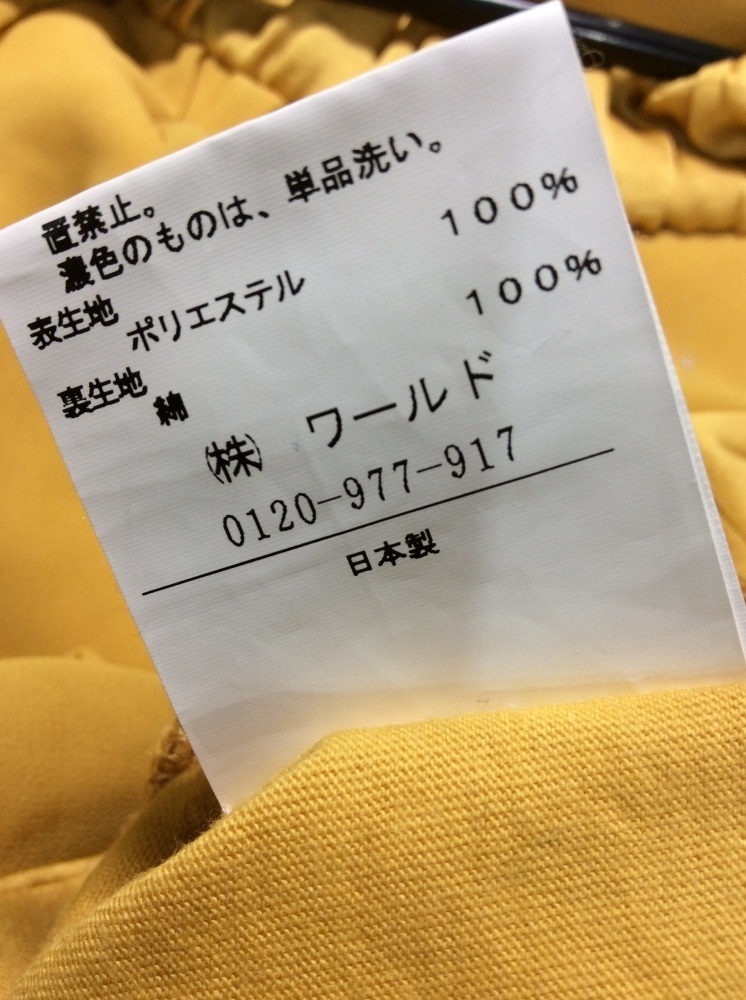 置禁止。
濃色のものは、単品洗い。
表生地 ポリエステル 100%
裏生地 綿 100%
㈱ ワールド
0120-977-917
日本製